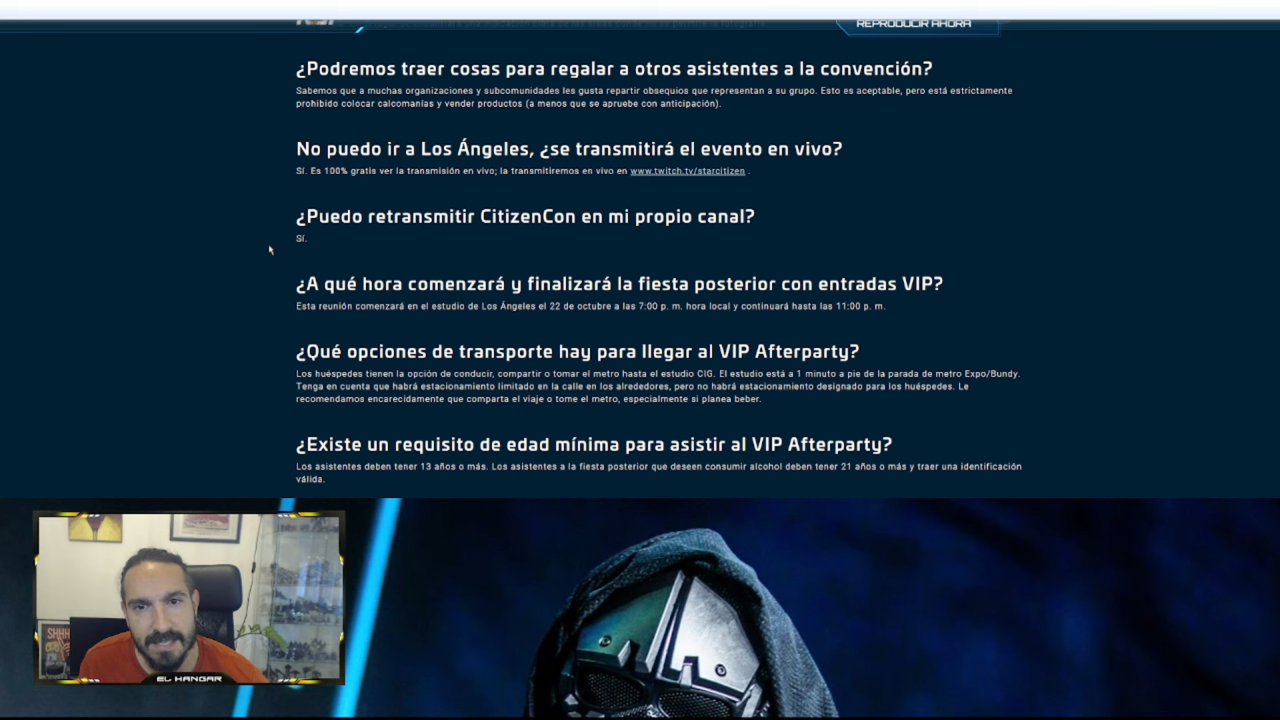 REPRODUCIR AHORA
¿Podremos traer cosas para regalar a otros asistentes a la convención?
Sabemos que a muchas organizaciones y subcomunidades les gusta repartir obsequios que representan a su grupo. Esto es aceptable, pero está estrictamente
prohibido colocar calcomanías y vender productos (a menos que se apruebe con anticipación).
No puedo ir a Los Ángeles, ¿se transmitirá el evento en vivo?
Sí. Es 100% gratis ver la transmisión en vivo; la transmitiremos en vivo en www.twitch.tv/starcitizen .
¿Puedo retransmitir CitizenCon en mi propio canal?
Sí.
¿A qué hora comenzará y finalizará la fiesta posterior con entradas VIP?
Esta reunión comenzará en el estudio de Los Ángeles el 22 de octubre a las 7:00 p. m. hora local y continuará hasta las 11:00 p. m.
¿Qué opciones de transporte hay para llegar al VIP Afterparty?
Los huéspedes tienen la opción de conducir, compartir o tomar el metro hasta el estudio CIG. El estudio está a 1 minuto a pie de la parada de metro Expo/Bundy.
Tenga en cuenta que habrá estacionamiento limitado en la calle en los alrededores, pero no habrá estacionamiento designado para los huéspedes. Le
recomendamos encarecidamente que comparta el viaje o tome el metro, especialmente si planea beber.
¿Existe un requisito de edad mínima para asistir al VIP Afterparty?
Los asistentes deben tener 13 años o más. Los asistentes a la fiesta posterior que deseen consumir alcohol deben tener 21 años o más y traer una identificación
válida.
SHHH
EL HANGAR